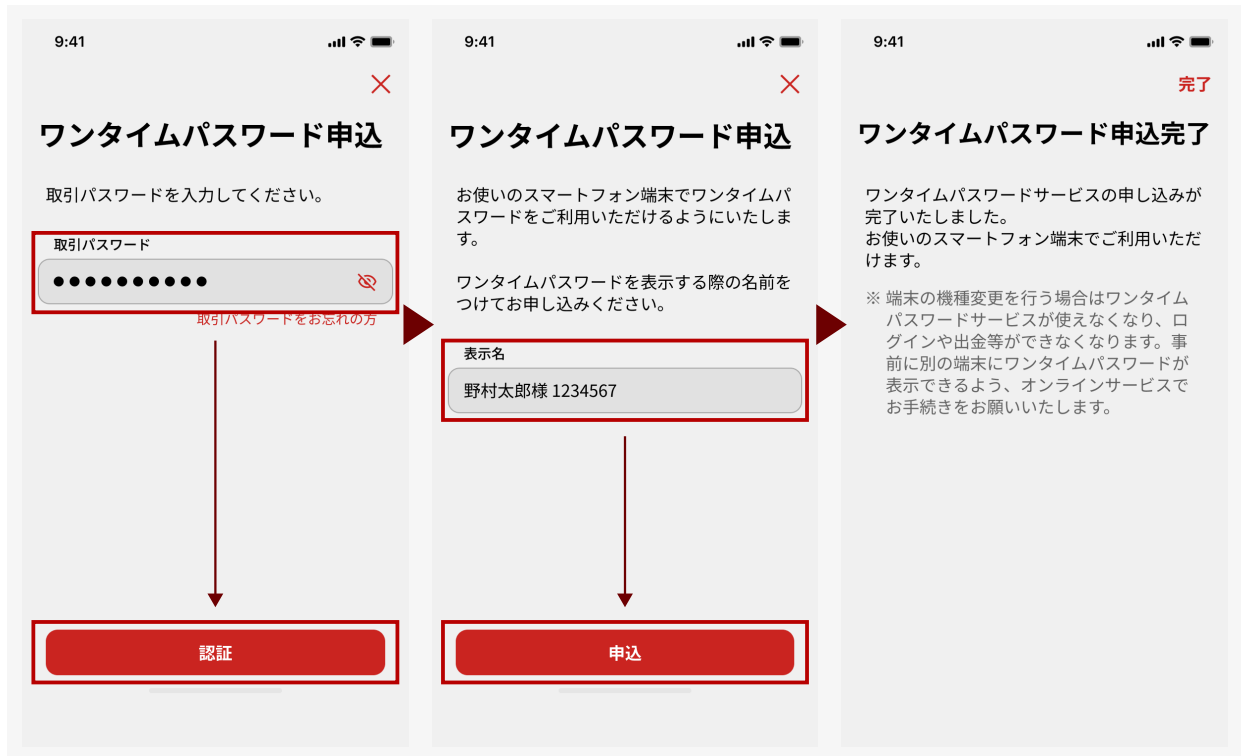 9:41
ワンタイムパスワード申込
取引パスワードを入力してください。
取引パスワード
●●●●●●●●●●
取引パスワードをお忘れの方
認証
9:41
ワンタイムパスワード申込
お使いのスマートフォン端末でワンタイムパ
スワードをご利用いただけるようにいたしま
す。
ワンタイムパスワードを表示する際の名前を
つけてお申し込みください。
表示名
野村太郎様 1234567
申込
9:41
完了
ワンタイムパスワード申込完了
ワンタイムパスワードサービスの申し込みが
完了いたしました。
お使いのスマートフォン端末でご利用いただ
けます。
※ 端末の機種変更を行う場合はワンタイム
パスワードサービスが使えなくなり、ロ
グインや出金等ができなくなります。事
前に別の端末にワンタイムパスワードが
表示できるよう、オンラインサービスで
お手続きをお願いいたします。